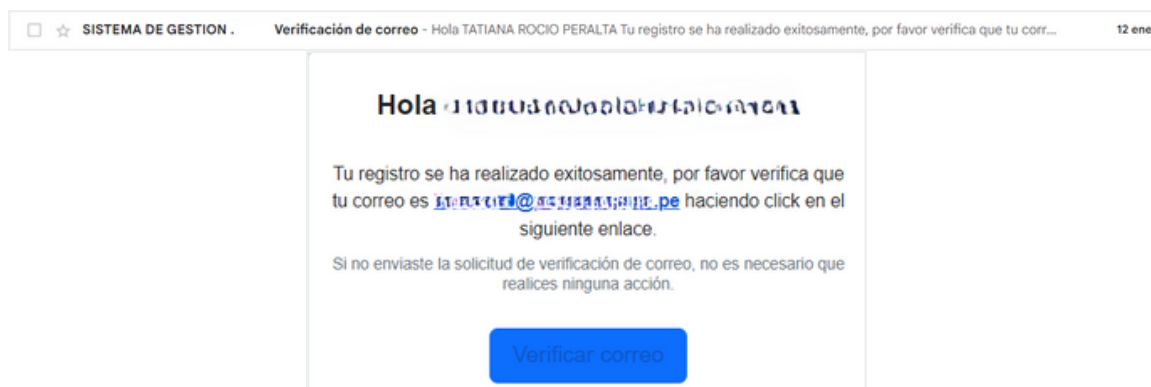 SISTEMA DE GESTION . Verificación de correo - Hola TATIANA ROCIO PERALTA Tu registro se ha realizado exitosamente, por favor verifica que tu corr... 12 ene
Hola
Tu registro se ha realizado exitosamente, por favor verifica que
tu correo es .pe haciendo click en el
siguiente enlace.
Si no enviaste la solicitud de verificación de correo, no es necesario que
realices ninguna acción.
Verificar correo